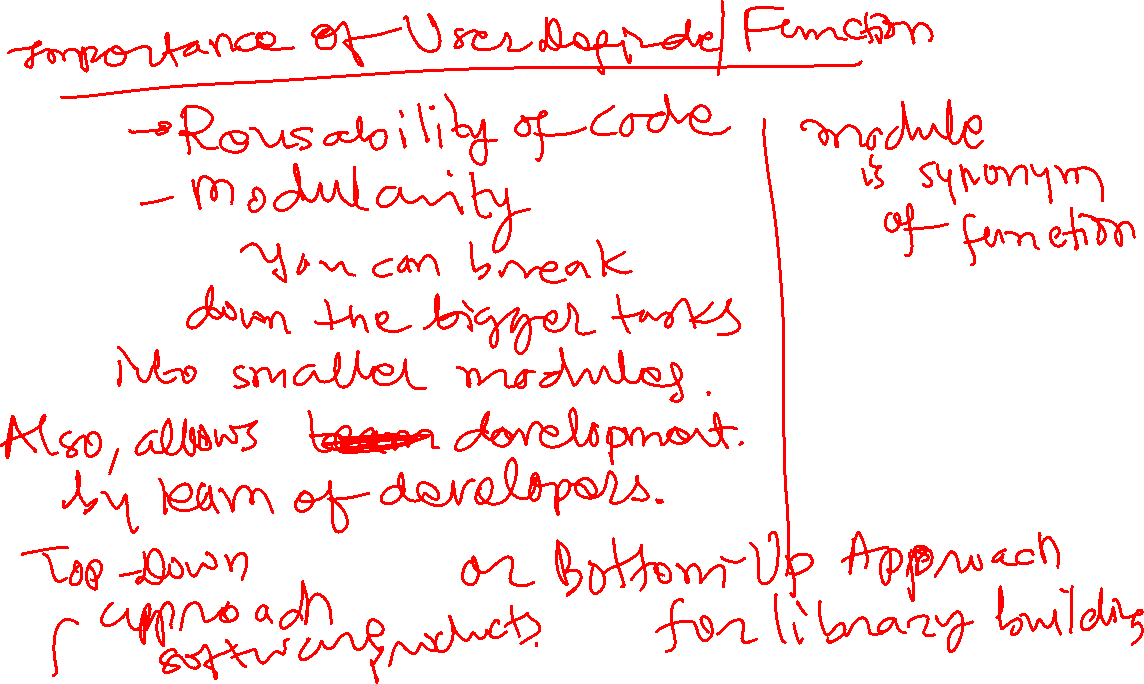 Importance of User Defined Function
→ Reusability of code
- Modularity
You can break
down the bigger tasks
into smaller modules.
Also, allows development.
by team of developers.
module
is synonym
of function
Top-Down
approach
software products
or Bottom-Up Approach
for library building